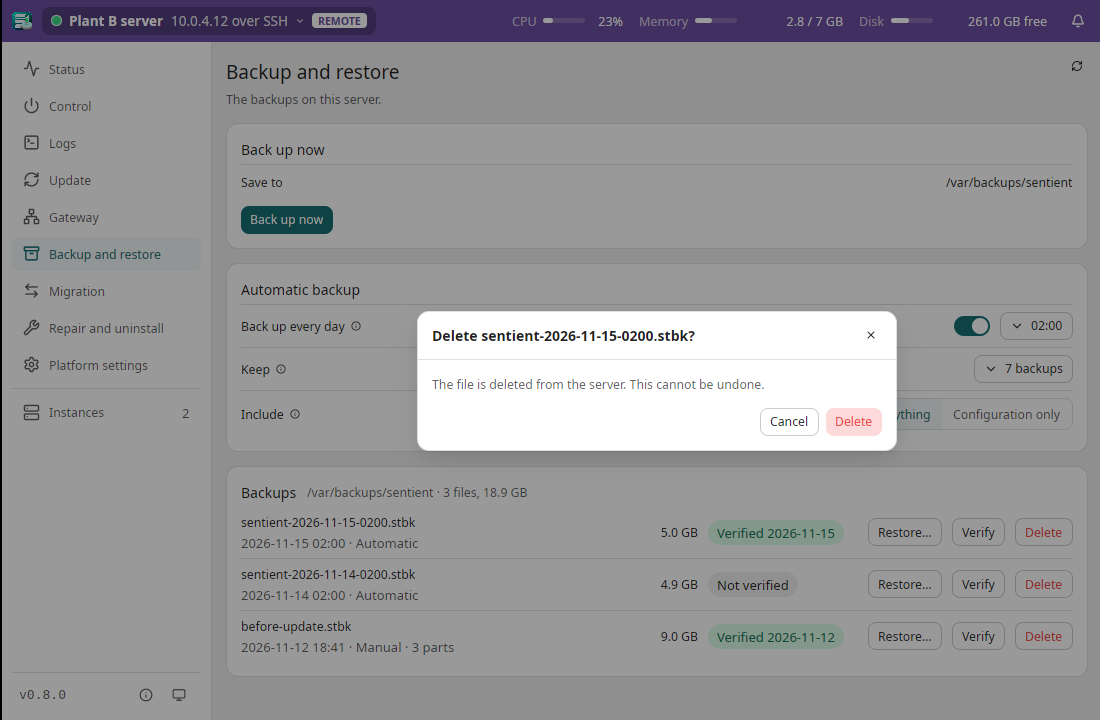 Plant B server 10.0.4.12 over SSH REMOTE CPU 23% Memory 2.8 / 7 GB Disk 261.0 GB free
Status
Control
Logs
Update
Gateway
Backup and restore
Migration
Repair and uninstall
Platform settings
Instances 2
v0.8.0
Backup and restore
The backups on this server.
Back up now
Save to /var/backups/sentient
Back up now
Automatic backup
Back up every day 02:00
Keep 7 backups
Include Configuration only
Delete sentient-2026-11-15-0200.stbk?
The file is deleted from the server. This cannot be undone.
Cancel Delete
Backups /var/backups/sentient · 3 files, 18.9 GB
sentient-2026-11-15-0200.stbk
2026-11-15 02:00 · Automatic
5.0 GB Verified 2026-11-15 Restore... Verify Delete
sentient-2026-11-14-0200.stbk
2026-11-14 02:00 · Automatic
4.9 GB Not verified Restore... Verify Delete
before-update.stbk
2026-11-12 18:41 · Manual · 3 parts
9.0 GB Verified 2026-11-12 Restore... Verify Delete